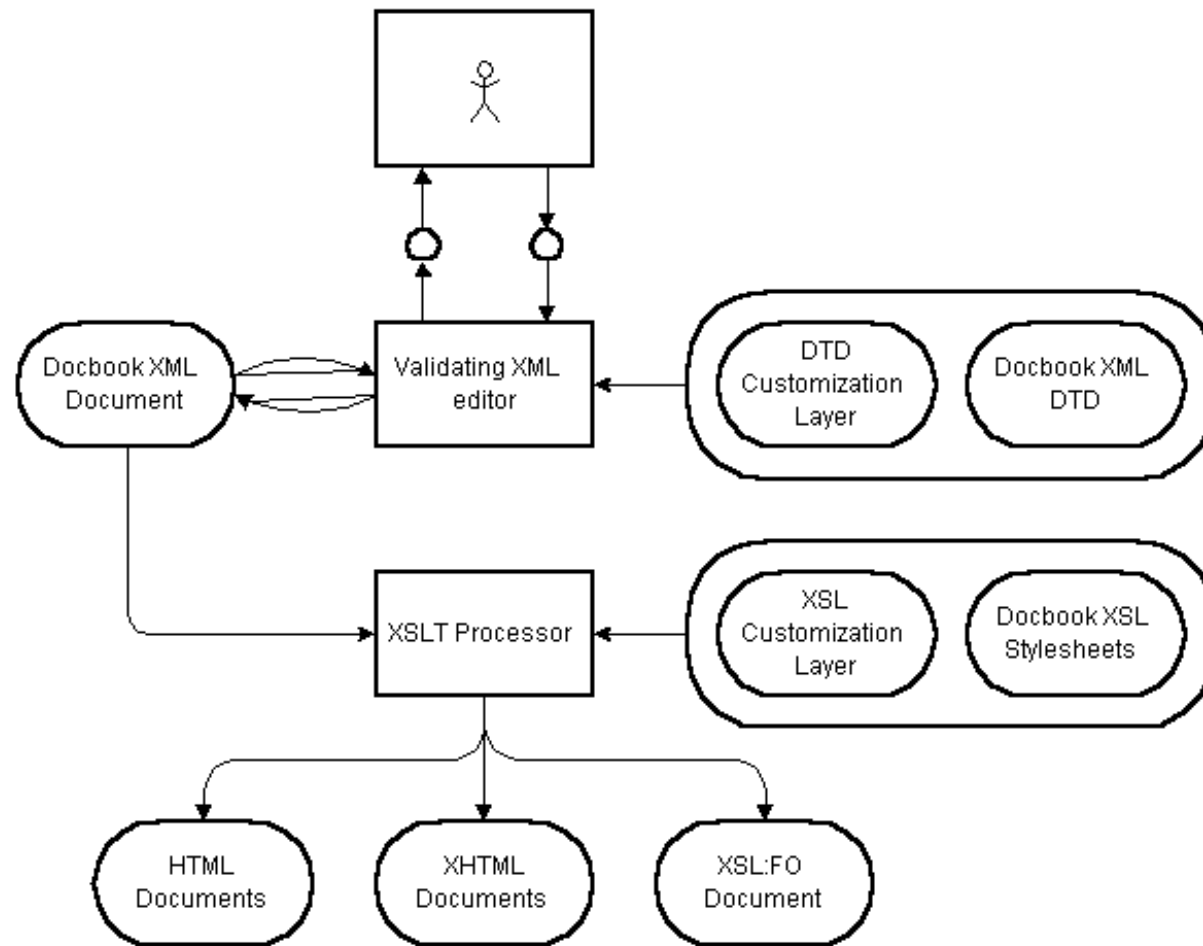 Docbook XML
Document
Validating XML
editor
DTD
Customization
Layer
Docbook XML
DTD
XSLT Processor
XSL
Customization
Layer
Docbook XSL
Stylesheets
HTML
Documents
XHTML
Documents
XSL:FO
Document